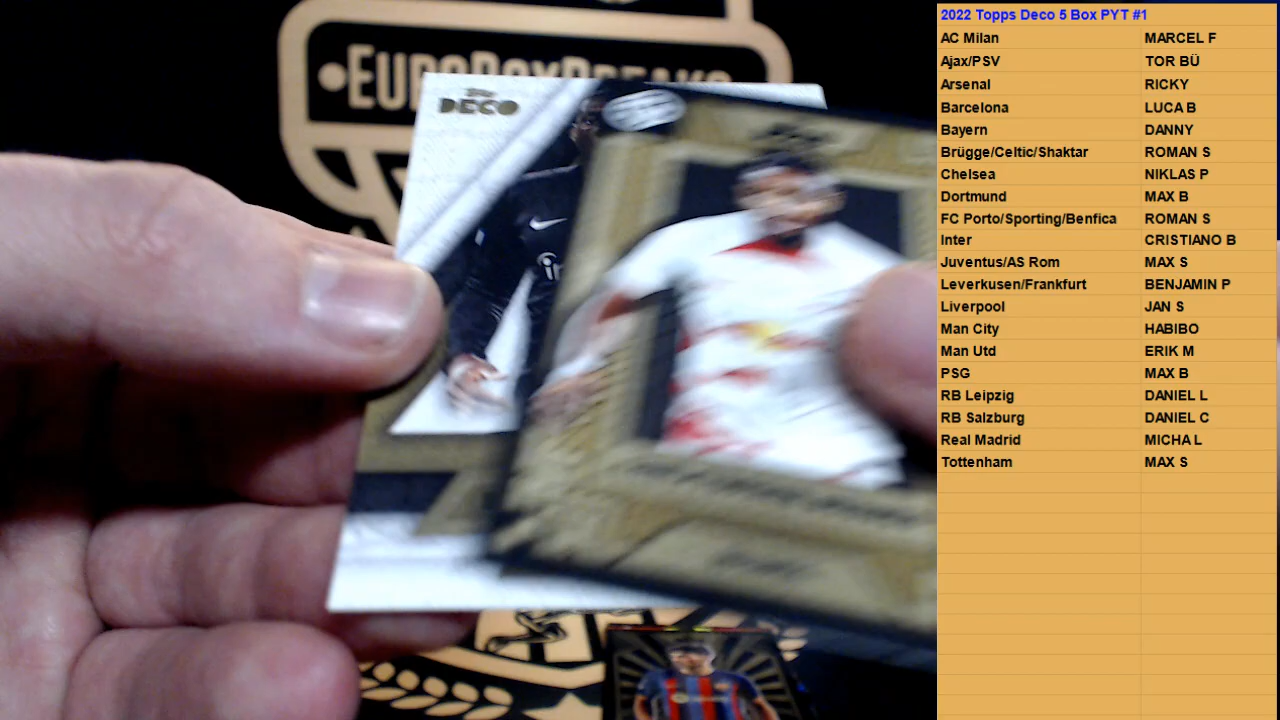 2022 Topps Deco 5 Box PYT #1
AC Milan MARCEL F
Ajax/PSV TOR BÜ
Arsenal RICKY
Barcelona LUCA B
Bayern DANNY
Brügge/Celtic/Shaktar ROMAN S
Chelsea NIKLAS P
Dortmund MAX B
FC Porto/Sporting/Benfica ROMAN S
Inter CRISTIANO B
Juventus/AS Rom MAX S
Leverkusen/Frankfurt BENJAMIN P
Liverpool JAN S
Man City HABIBO
Man Utd ERIK M
PSG MAX B
RB Leipzig DANIEL L
RB Salzburg DANIEL C
Real Madrid MICHA L
Tottenham MAX S
EUROBOXBREAKS
DECO